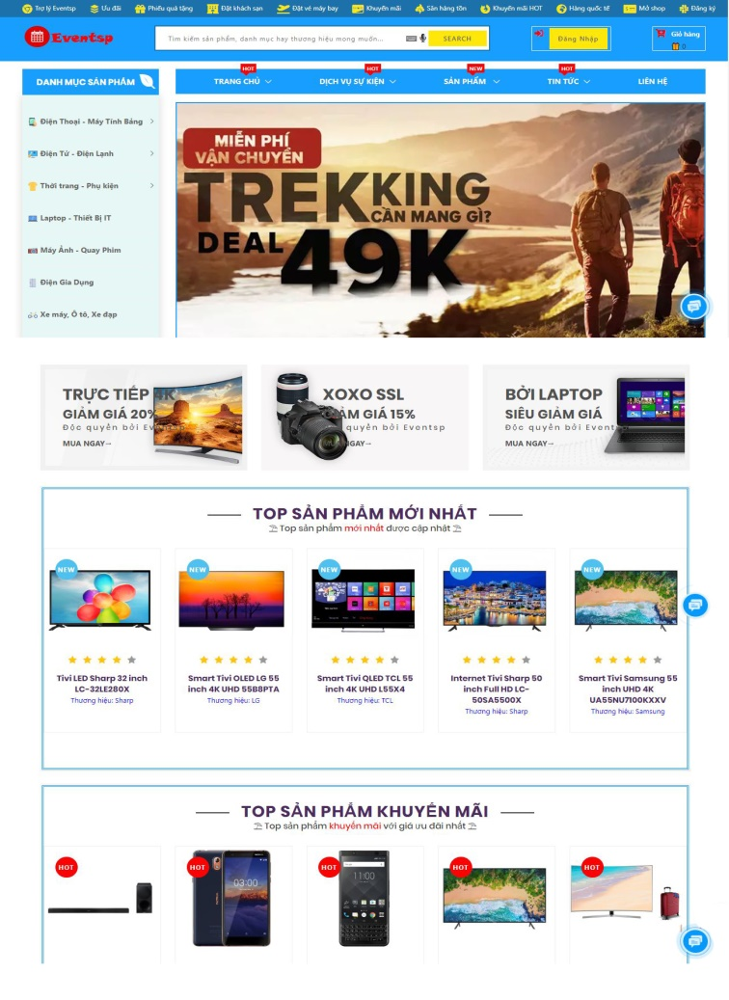 Trợ lý Eventsp Ưu đãi Phiếu quà tặng Đặt khách sạn Đặt vé máy bay Khuyến mãi Săn hàng tồn Khuyến mãi HOT Hàng quốc tế Mở shop Đăng ký
Eventsp
Tìm kiếm sản phẩm, danh mục hay thương hiệu mong muốn...
SEARCH
Đăng Nhập
Giỏ hàng
0
DANH MỤC SẢN PHẨM
HOT HOT NEW HOT
TRANG CHỦ DỊCH VỤ SỰ KIỆN SẢN PHẨM TIN TỨC LIÊN HỆ
Điện Thoại - Máy Tính Bảng
Điện Tử - Điện Lạnh
Thời trang - Phụ kiện
Laptop - Thiết Bị IT
Máy Ảnh - Quay Phim
Điện Gia Dụng
Xe máy, Ô tô, Xe đạp
MIỄN PHÍ
VẬN CHUYỂN
TREKKING
CẦN MANG GÌ?
DEAL
49K
TRỰC TIẾP 4K
GIẢM GIÁ 20%
Độc quyền bởi Eventsp
MUA NGAY→
XOXO SSL
GIẢM GIÁ 15%
Độc quyền bởi Eventsp
MUA NGAY→
BỞI LAPTOP
SIÊU GIẢM GIÁ
Độc quyền bởi Eventsp
MUA NGAY→
TOP SẢN PHẨM MỚI NHẤT
Top sản phẩm mới nhất được cập nhật
NEW NEW NEW NEW NEW
Tivi LED Sharp 32 inch
LC-32LE280X
Thương hiệu: Sharp
Smart Tivi OLED LG 55
inch 4K UHD 55B8PTA
Thương hiệu: LG
Smart Tivi QLED TCL 55
inch 4K UHD L55X4
Thương hiệu: TCL
Internet Tivi Sharp 50
inch Full HD LC-
50SA5500X
Thương hiệu: Sharp
Smart Tivi Samsung 55
inch UHD 4K
UA55NU7100KXXV
Thương hiệu: Samsung
TOP SẢN PHẨM KHUYẾN MÃI
Top sản phẩm khuyến mãi với giá ưu đãi nhất
HOT HOT HOT HOT HOT
03:00
11:00